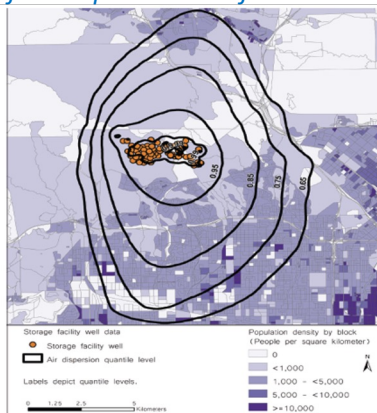 0.95
0.85
0.75
0.65
Storage facility well data
Storage facility well
Air dispersion quantile level
Labels depict quantile levels.
0 1.25 2.5 5
Kilometers
Population density by block
(People per square kilometer)
0
<1,000
1,000 - <5,000
5,000 - <10,000
>=10,000
N